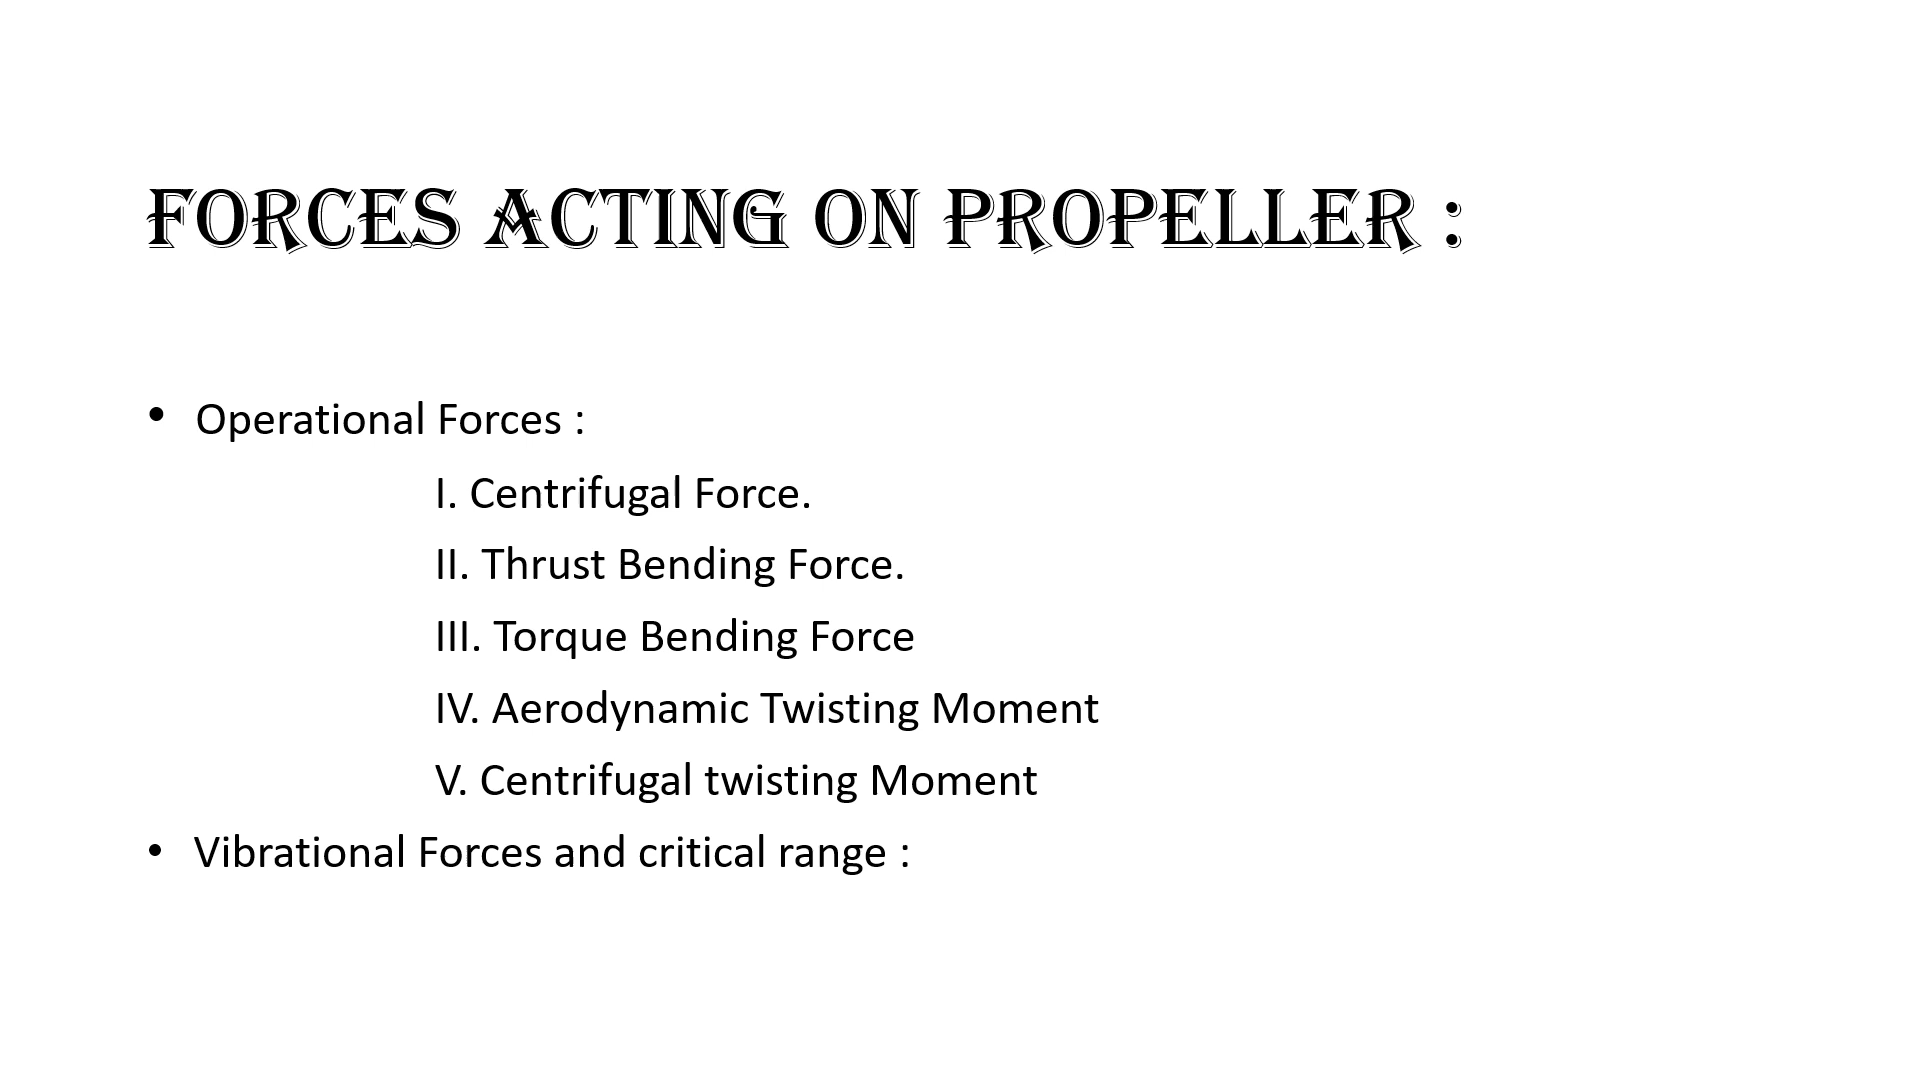 FORCES ACTING ON PROPELLER :
• Operational Forces :
I. Centrifugal Force.
II. Thrust Bending Force.
III. Torque Bending Force
IV. Aerodynamic Twisting Moment
V. Centrifugal twisting Moment
• Vibrational Forces and critical range :